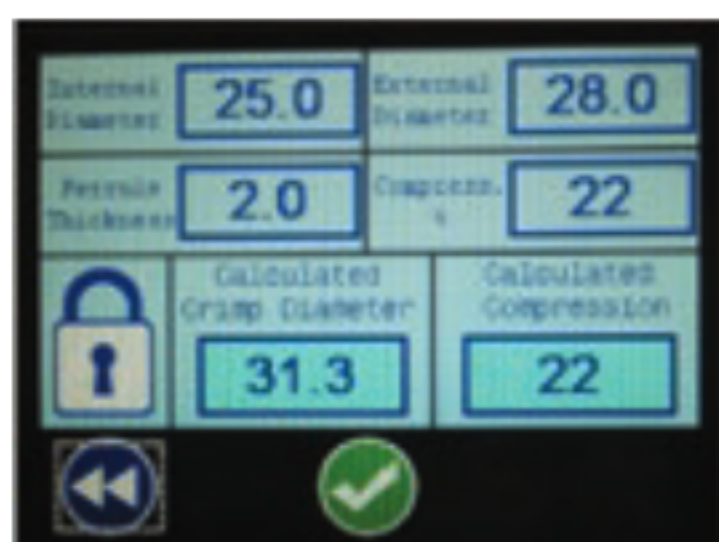 Internal
Diameter
25.0
External
Diameter
28.0
Ferrule
Thickness
2.0
Compress.
%
22
Calculated
Crimp Diameter
31.3
Calculated
Compression
22